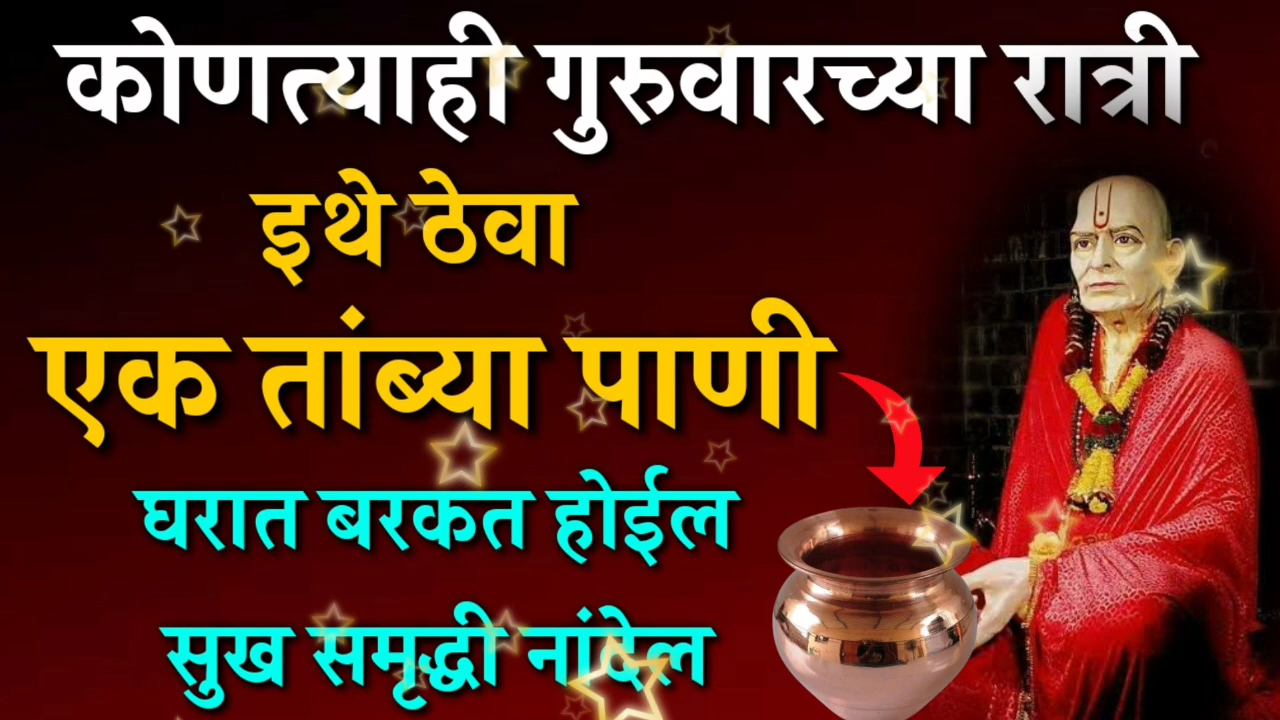 कोणत्याही गुरुवारच्या रात्री
इथे ठेवा
एक तांब्या पाणी
घरात बरकत होईल
सुख समृद्धी नांदेल